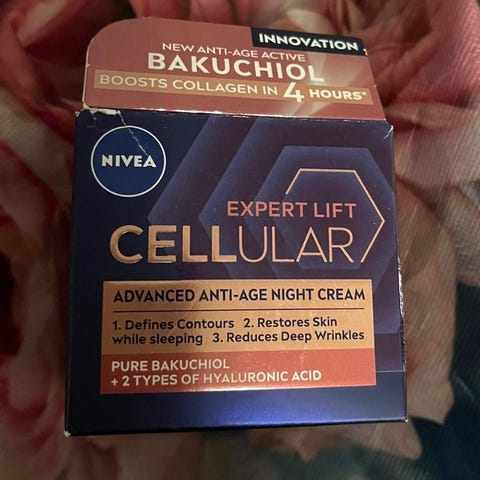 INNOVATION
NEW ANTI-AGE ACTIVE
BAKUCHIOL
BOOSTS COLLAGEN IN 4 HOURS*
NIVEA
EXPERT LIFT
CELLULAR
ADVANCED ANTI-AGE NIGHT CREAM
1. Defines Contours 2. Restores Skin
while sleeping 3. Reduces Deep Wrinkles
PURE BAKUCHIOL
+ 2 TYPES OF HYALURONIC ACID